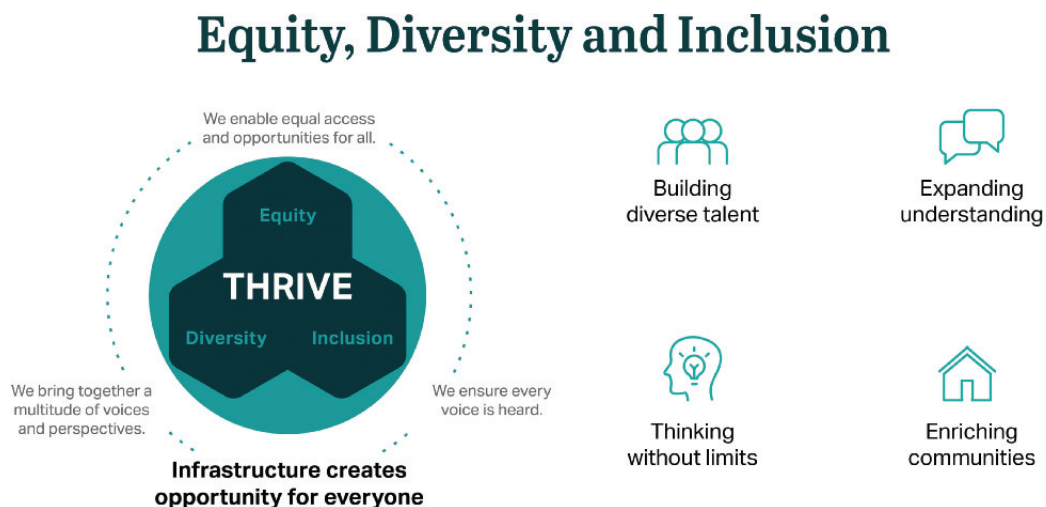 Equity, Diversity and Inclusion
We enable equal access
and opportunities for all.
Equity
THRIVE
Diversity
Inclusion
We bring together a
multitude of voices
and perspectives.
We ensure every
voice is heard.
Infrastructure creates
opportunity for everyone
Building
diverse talent
Expanding
understanding
Thinking
without limits
Enriching
communities